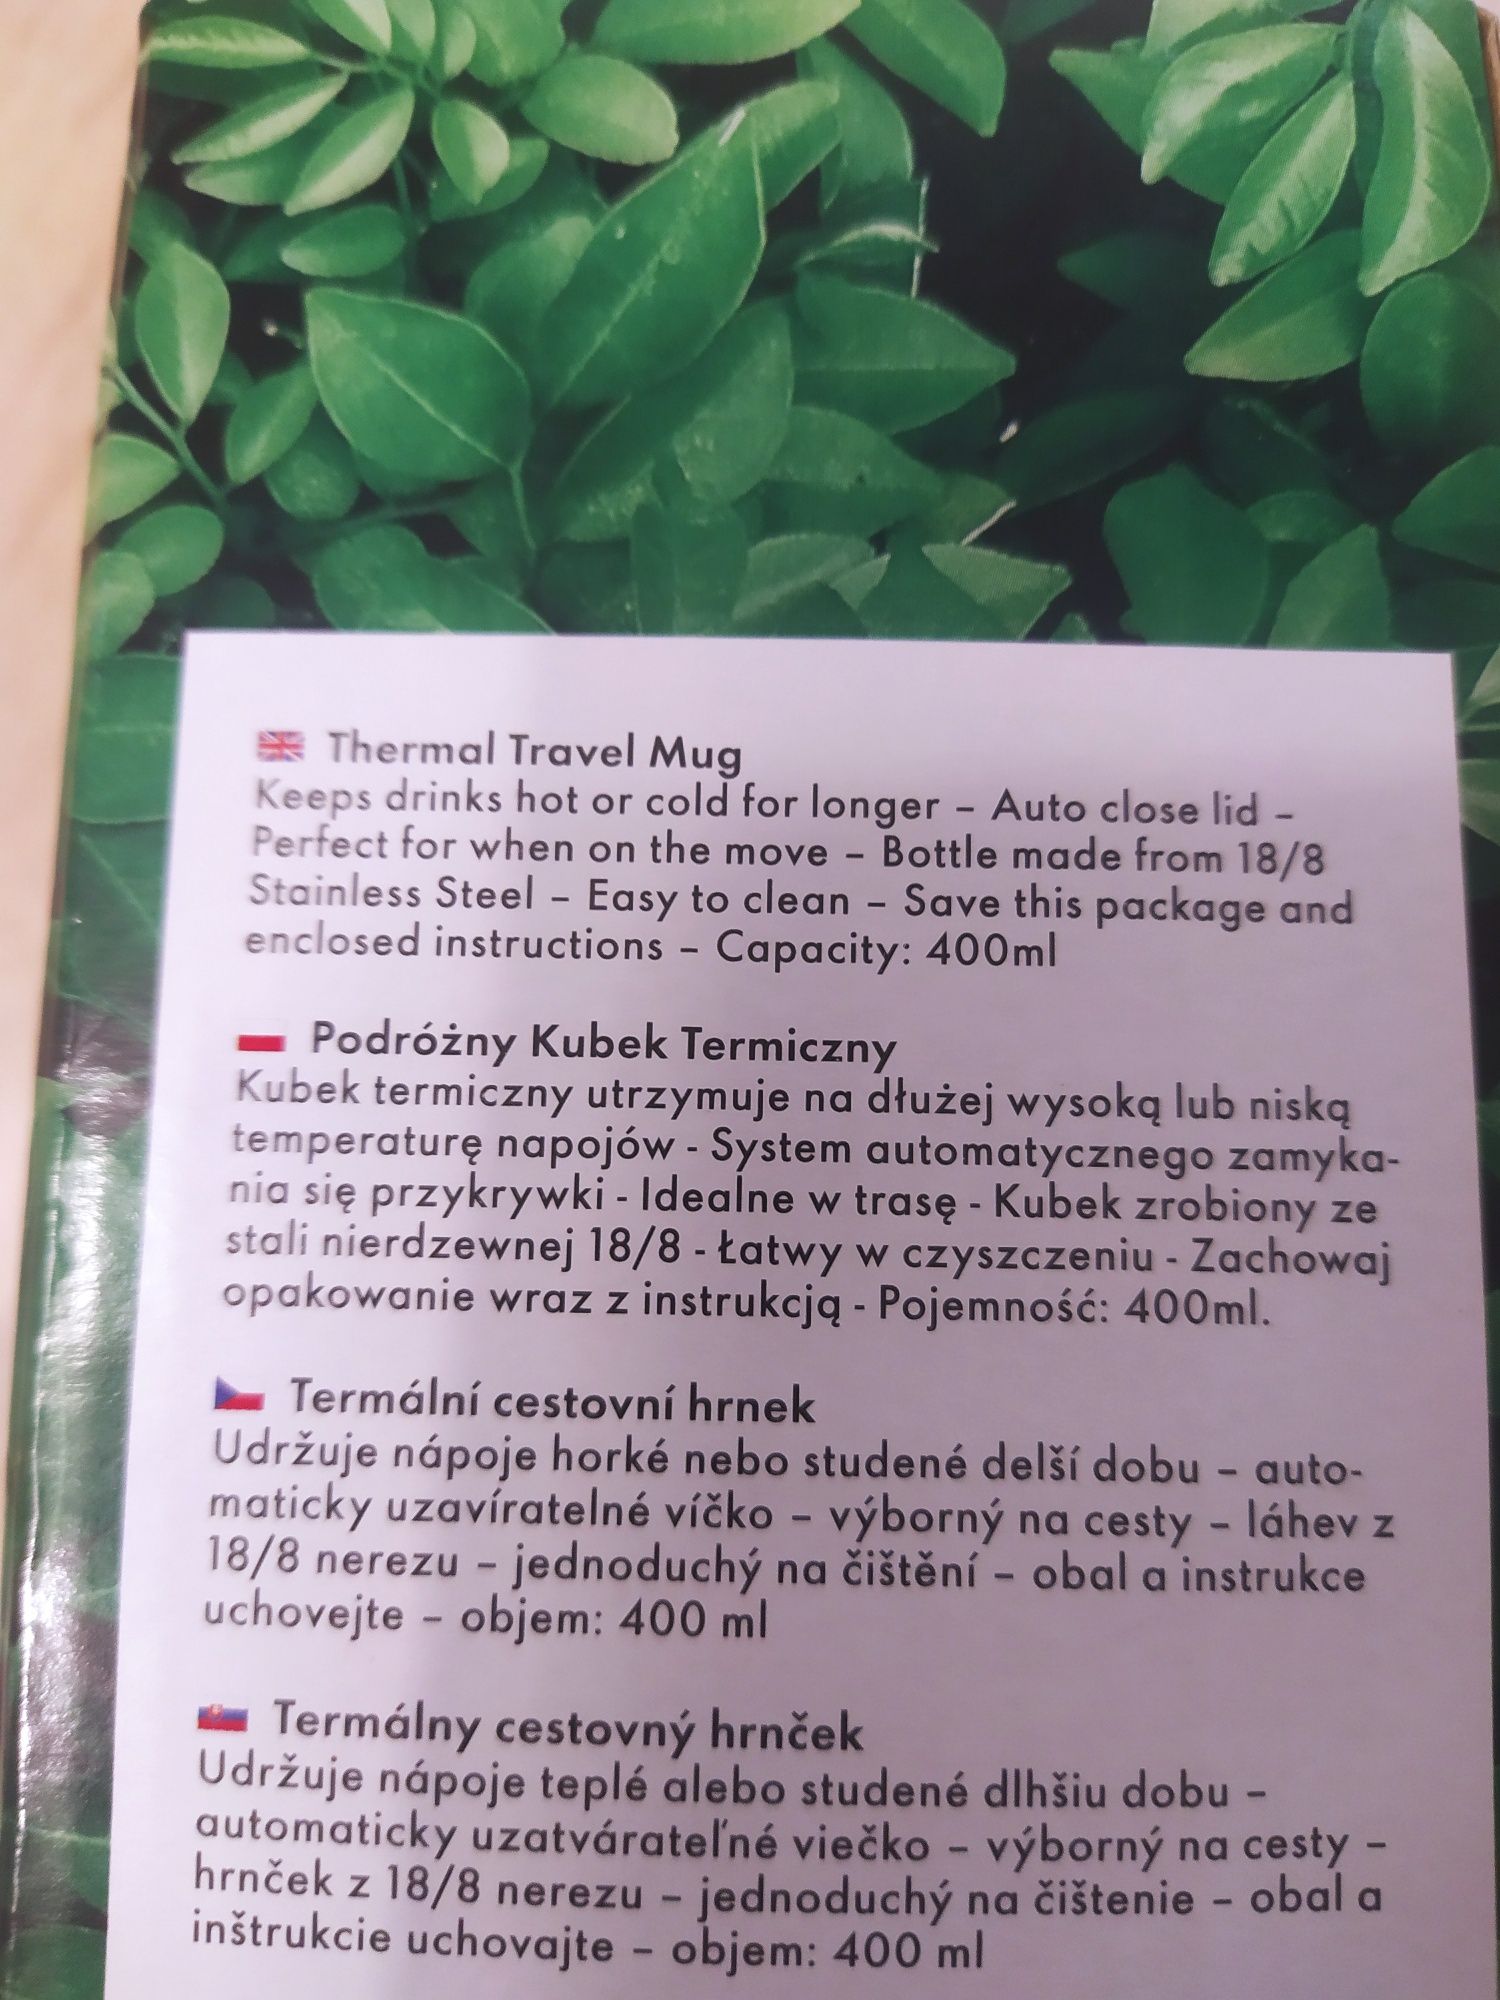 Thermal Travel Mug
Keeps drinks hot or cold for longer – Auto close lid –
Perfect for when on the move – Bottle made from 18/8
Stainless Steel – Easy to clean – Save this package and
enclosed instructions – Capacity: 400ml
Podróżny Kubek Termiczny
Kubek termiczny utrzymuje na dłużej wysoką lub niską
temperaturę napojów - System automatycznego zamyka-
nia się przykrywki - Idealne w trasę - Kubek zrobiony ze
stali nierdzewnej 18/8 - Łatwy w czyszczeniu - Zachowaj
opakowanie wraz z instrukcją - Pojemność: 400ml.
Termální cestovní hrnek
Udržuje nápoje horké nebo studené delší dobu – auto-
maticky uzavíratelné víčko – výborný na cesty – láhev z
18/8 nerezu – jednoduchý na čištění – obal a instrukce
uchovejte – objem: 400 ml
Termálny cestovný hrnček
Udržuje nápoje teplé alebo studené dlhšiu dobu –
automaticky uzatvárateľné viečko – výborný na cesty –
hrnček z 18/8 nerezu – jednoduchý na čištenie – obal a
inštrukcie uchovajte – objem: 400 ml